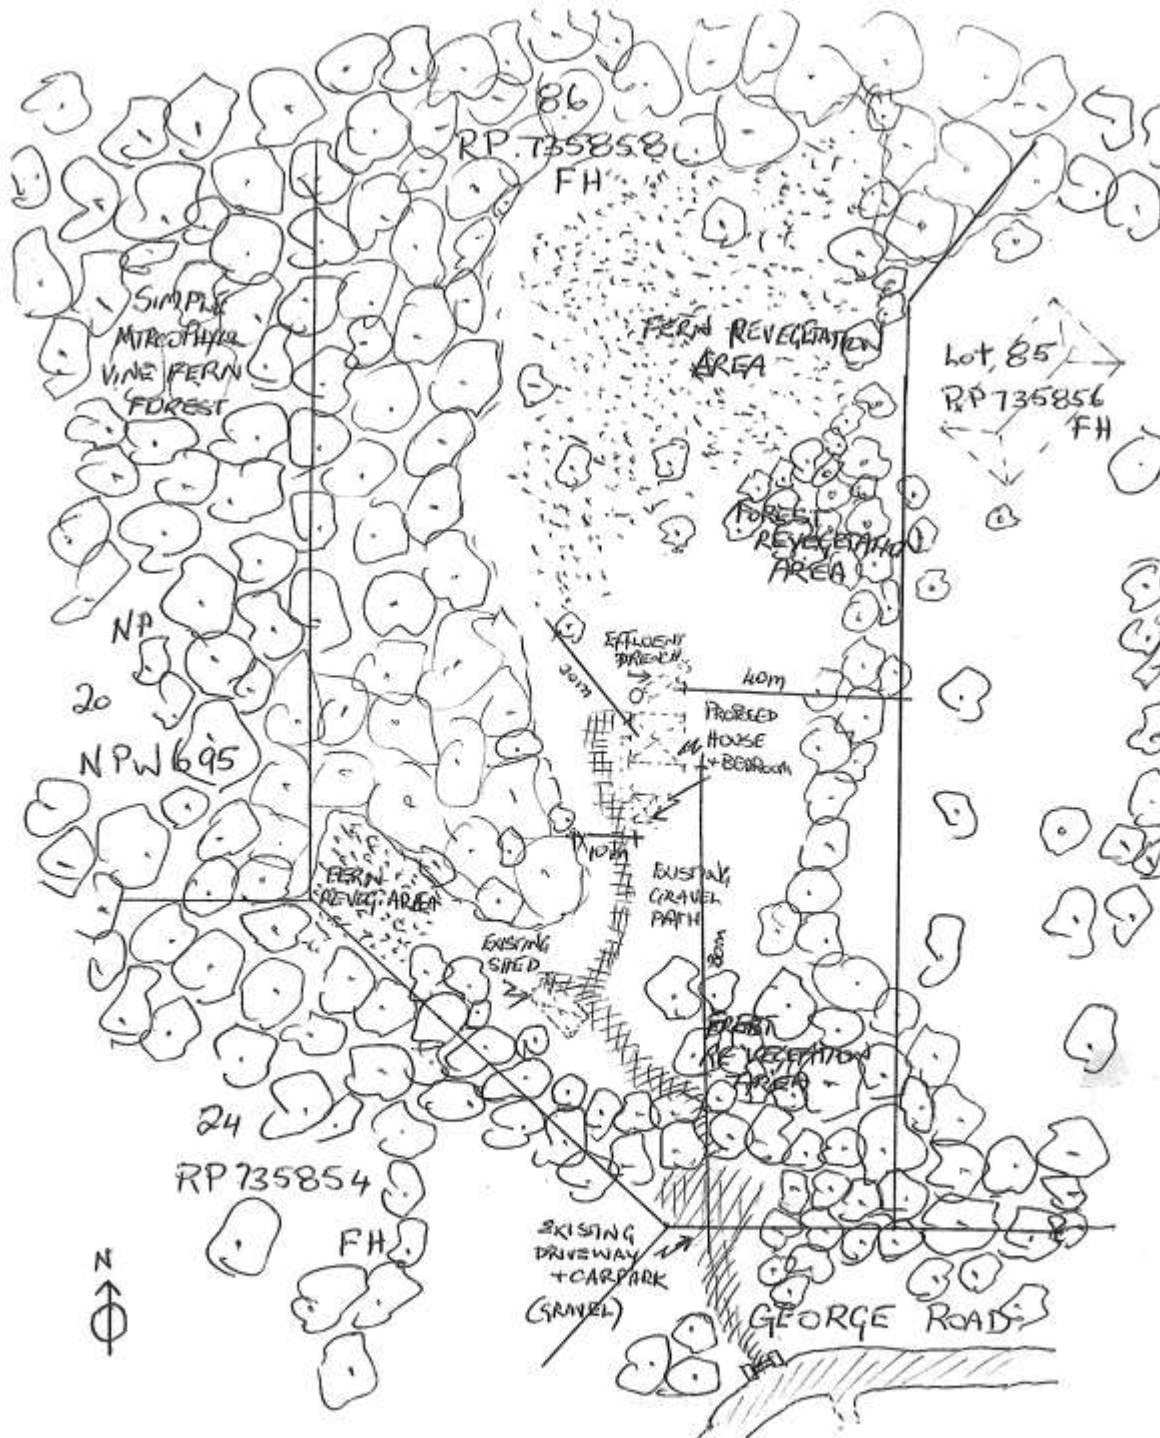 86
RP.735858
FH
SIMPLE
MICROPHYLL
VINE FERN
FOREST
FERN REVEGETATION
AREA
Lot 85
RP 735856
FH
FOREST
REVEGETATION
AREA
NP
20
NPW 695
EFFLUENT
TRENCH
20m
40m
PROPOSED
HOUSE
+ BEDROOM
10m
FERN
REVEG. AREA
EXISTING
GRAVEL
PATH
EXISTING
SHED
80m
FOREST
REVEGETATION
AREA
24
RP 735854
FH
N
EXISTING
DRIVEWAY
+ CARPARK
(GRAVEL)
GEORGE ROAD